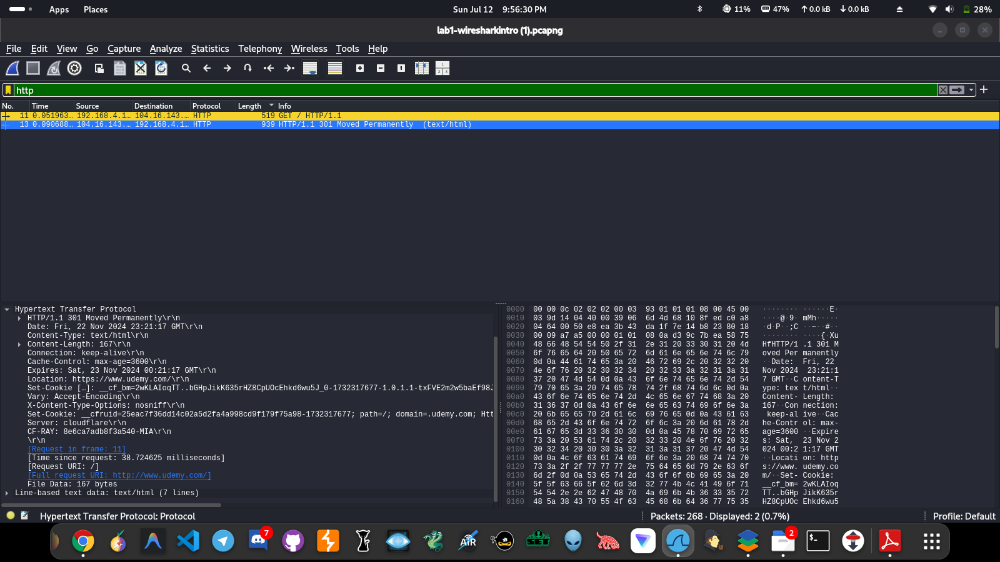 Apps Places Sun Jul 12 9:56:30 PM 11% 47% 0.0 kB 0.0 kB 28%
lab1-wiresharkintro (1).pcapng
File Edit View Go Capture Analyze Statistics Telephony Wireless Tools Help
http
No. Time Source Destination Protocol Length Info
11 0.051963… 192.168.4.1… 104.16.143.… HTTP 519 GET / HTTP/1.1
13 0.090688… 104.16.143.… 192.168.4.1… HTTP 939 HTTP/1.1 301 Moved Permanently (text/html)
Hypertext Transfer Protocol
HTTP/1.1 301 Moved Permanently\r\n
Date: Fri, 22 Nov 2024 23:21:17 GMT\r\n
Content-Type: text/html\r\n
Content-Length: 167\r\n
Connection: keep-alive\r\n
Cache-Control: max-age=3600\r\n
Expires: Sat, 23 Nov 2024 00:21:17 GMT\r\n
Location: https://www.udemy.com/\r\n
Set-Cookie […]: __cf_bm=2wKLAIoqTT..bGHpJikK635rHZ8CpUOcEhkd6wu5J_0-1732317677-1.0.1.1-txFVE2m2w5baEf98J
Vary: Accept-Encoding\r\n
X-Content-Type-Options: nosniff\r\n
Set-Cookie: __cfruid=25eac7f36dd14c02a5d2fa4a998cd9f179f75a98-1732317677; path=/; domain=.udemy.com; Htt
Server: cloudflare\r\n
CF-RAY: 8e6ca7adb8f3a540-MIA\r\n
\r\n
[Request in frame: 11]
[Time since request: 38.724625 milliseconds]
[Request URI: /]
[Full request URI: http://www.udemy.com/]
File Data: 167 bytes
Line-based text data: text/html (7 lines)
0000 00 00 0c 02 02 02 00 03 93 01 01 01 08 00 45 00 ········ ······E·
0010 03 9d 14 04 40 00 39 06 6d 4d 68 10 8f ed c0 a8 ····@·9· mMh·····
0020 04 64 00 50 e8 ea 3b 43 da 1f 7e 14 b8 23 80 18 ·d·P··;C ··~··#··
0030 00 09 a7 a5 00 00 01 01 08 0a d3 9c 7b ea 58 75 ········ ····{·Xu
0040 48 66 48 54 54 50 2f 31 2e 31 20 33 30 31 20 4d HfHTTP/1 .1 301 M
0050 6f 76 65 64 20 50 65 72 6d 61 6e 65 6e 74 6c 79 oved Per manently
0060 0d 0a 44 61 74 65 3a 20 46 72 69 2c 20 32 32 20 ··Date:  Fri, 22 
0070 4e 6f 76 20 32 30 32 34 20 32 33 3a 32 31 3a 31 Nov 2024  23:21:1
0080 37 20 47 4d 54 0d 0a 43 6f 6e 74 65 6e 74 2d 54 7 GMT··C ontent-T
0090 79 70 65 3a 20 74 65 78 74 2f 68 74 6d 6c 0d 0a ype: tex t/html··
00a0 43 6f 6e 74 65 6e 74 2d 4c 65 6e 67 74 68 3a 20 Content- Length: 
00b0 31 36 37 0d 0a 43 6f 6e 6e 65 63 74 69 6f 6e 3a 167··Con nection:
00c0 20 6b 65 65 70 2d 61 6c 69 76 65 0d 0a 43 61 63 keep-al ive··Cac
00d0 68 65 2d 43 6f 6e 74 72 6f 6c 3a 20 6d 61 78 2d he-Contr ol: max-
00e0 61 67 65 3d 33 36 30 30 0d 0a 45 78 70 69 72 65 age=3600 ··Expire
00f0 73 3a 20 53 61 74 2c 20 32 33 20 4e 6f 76 20 32 s: Sat,  23 Nov 2
0100 30 32 34 20 30 30 3a 32 31 3a 31 37 20 47 4d 54 024 00:2 1:17 GMT
0110 0d 0a 4c 6f 63 61 74 69 6f 6e 3a 20 68 74 74 70 ··Locati on: http
0120 73 3a 2f 2f 77 77 77 2e 75 64 65 6d 79 2e 63 6f s://www. udemy.co
0130 6d 2f 0d 0a 53 65 74 2d 43 6f 6f 6b 69 65 3a 20 m/··Set- Cookie: 
0140 5f 5f 63 66 5f 62 6d 3d 32 77 4b 4c 41 49 6f 71 __cf_bm= 2wKLAIoq
0150 54 54 2e 2e 62 47 48 70 4a 69 6b 4b 36 33 35 72 TT..bGHp JikK635r
0160 48 5a 38 43 70 55 4f 63 45 68 6b 64 36 77 75 35 HZ8CpUOc Ehkd6wu5
Hypertext Transfer Protocol: Protocol Packets: 268 · Displayed: 2 (0.7%) Profile: Default
7 AIR SET 2 $_